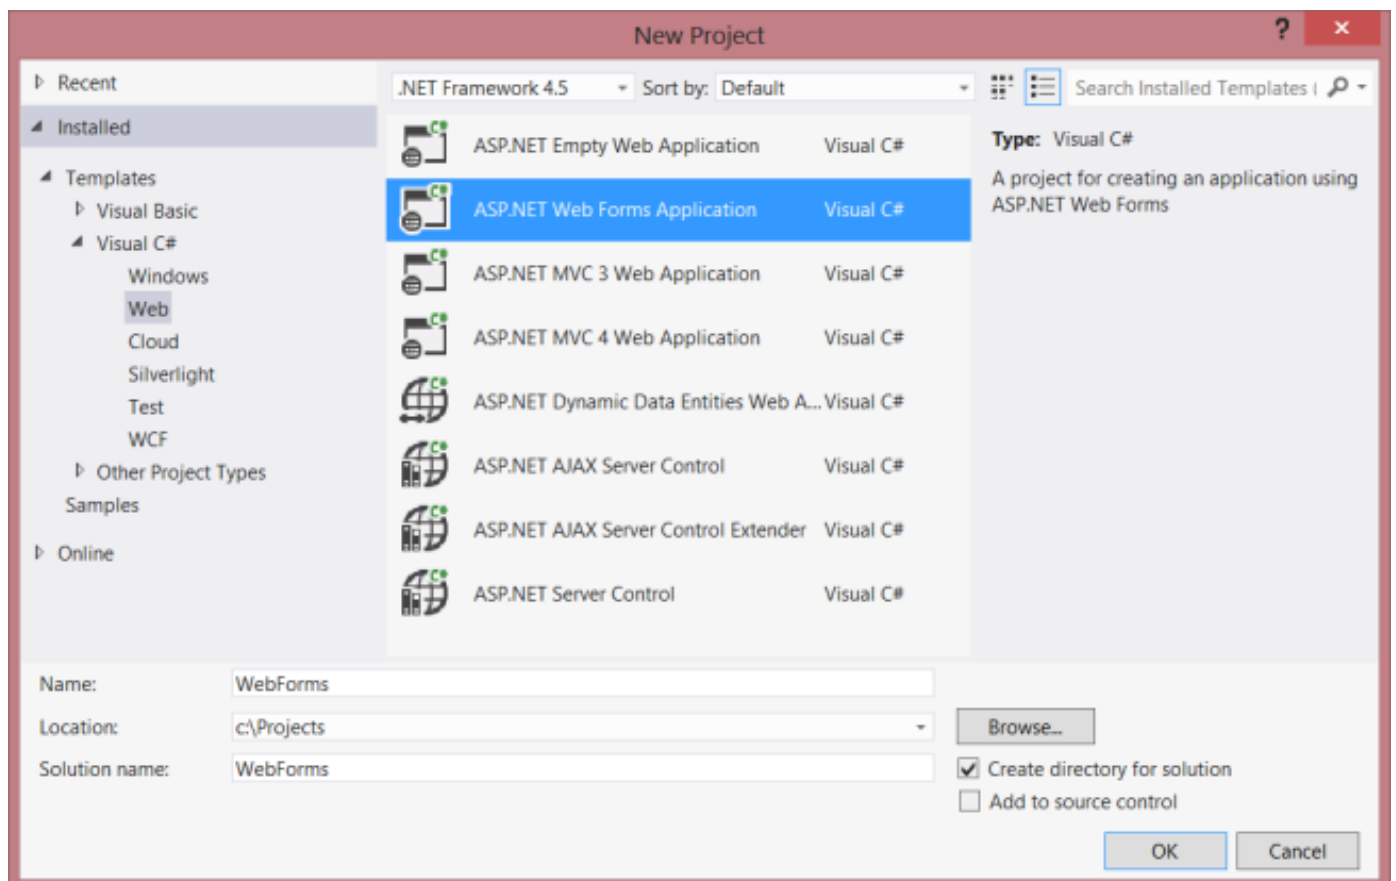 New Project
?
Recent
Installed
Templates
Visual Basic
Visual C#
Windows
Web
Cloud
Silverlight
Test
WCF
Other Project Types
Samples
Online
.NET Framework 4.5 Sort by: Default
Search Installed Templates (
ASP.NET Empty Web Application Visual C#
ASP.NET Web Forms Application Visual C#
ASP.NET MVC 3 Web Application Visual C#
ASP.NET MVC 4 Web Application Visual C#
ASP.NET Dynamic Data Entities Web A... Visual C#
ASP.NET AJAX Server Control Visual C#
ASP.NET AJAX Server Control Extender Visual C#
ASP.NET Server Control Visual C#
Type: Visual C#
A project for creating an application using
ASP.NET Web Forms
Name: WebForms
Location: c:\Projects
Browse...
Solution name: WebForms
Create directory for solution
Add to source control
OK Cancel